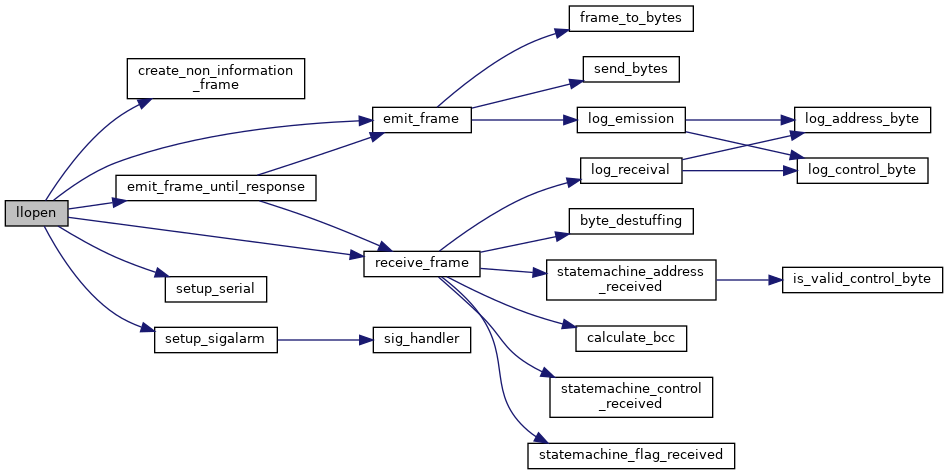 frame_to_bytes
create_non_information
_frame
send_bytes
emit_frame
log_emission
log_address_byte
log_receival
log_control_byte
emit_frame_until_response
llopen
byte_destuffing
receive_frame
statemachine_address
_received
is_valid_control_byte
setup_serial
setup_sigalarm
sig_handler
calculate_bcc
statemachine_control
_received
statemachine_flag_received